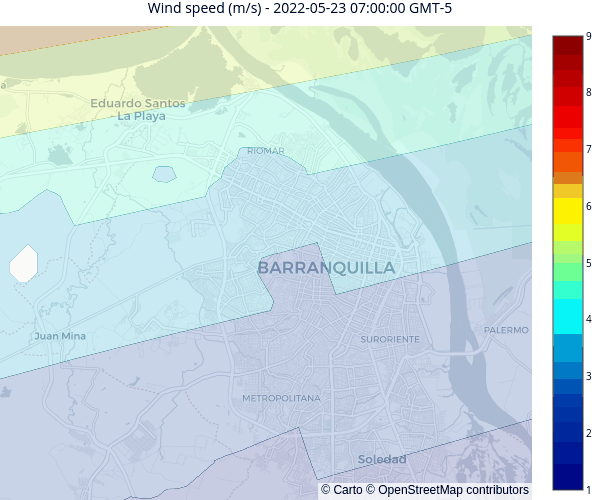 Wind speed (m/s) - 2022-05-23 07:00:00 GMT-5
a
Eduardo Santos
La Playa
RIOMAR
BARRANQUILLA
Juan Mina
SURORIENTE
PALERMO
METROPOLITANA
Soledad
© Carto © OpenStreetMap contributors
9
8
7
6
5
4
3
2
1